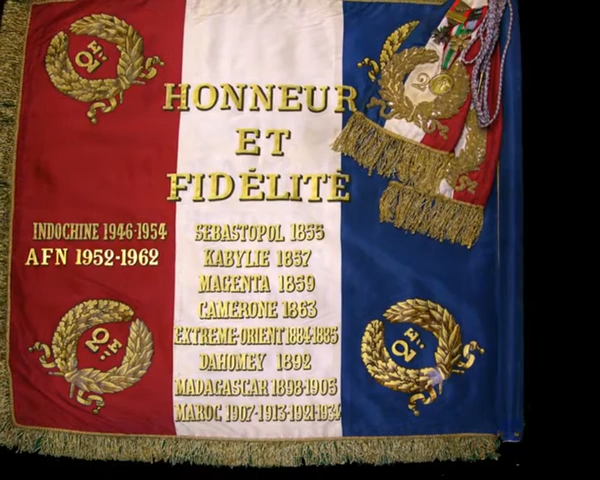 2E
HONNEUR
ET
FIDÉLITÉ
INDOCHINE 1946-1954
AFN 1952-1962
SEBASTOPOL 1855
KABYLIE 1857
MAGENTA 1859
CAMERONE 1863
EXTREME-ORIENT 1884-1885
DAHOMEY 1892
MADAGASCAR 1898-1905
MAROC 1907-1913-1921-1934
2E
2E